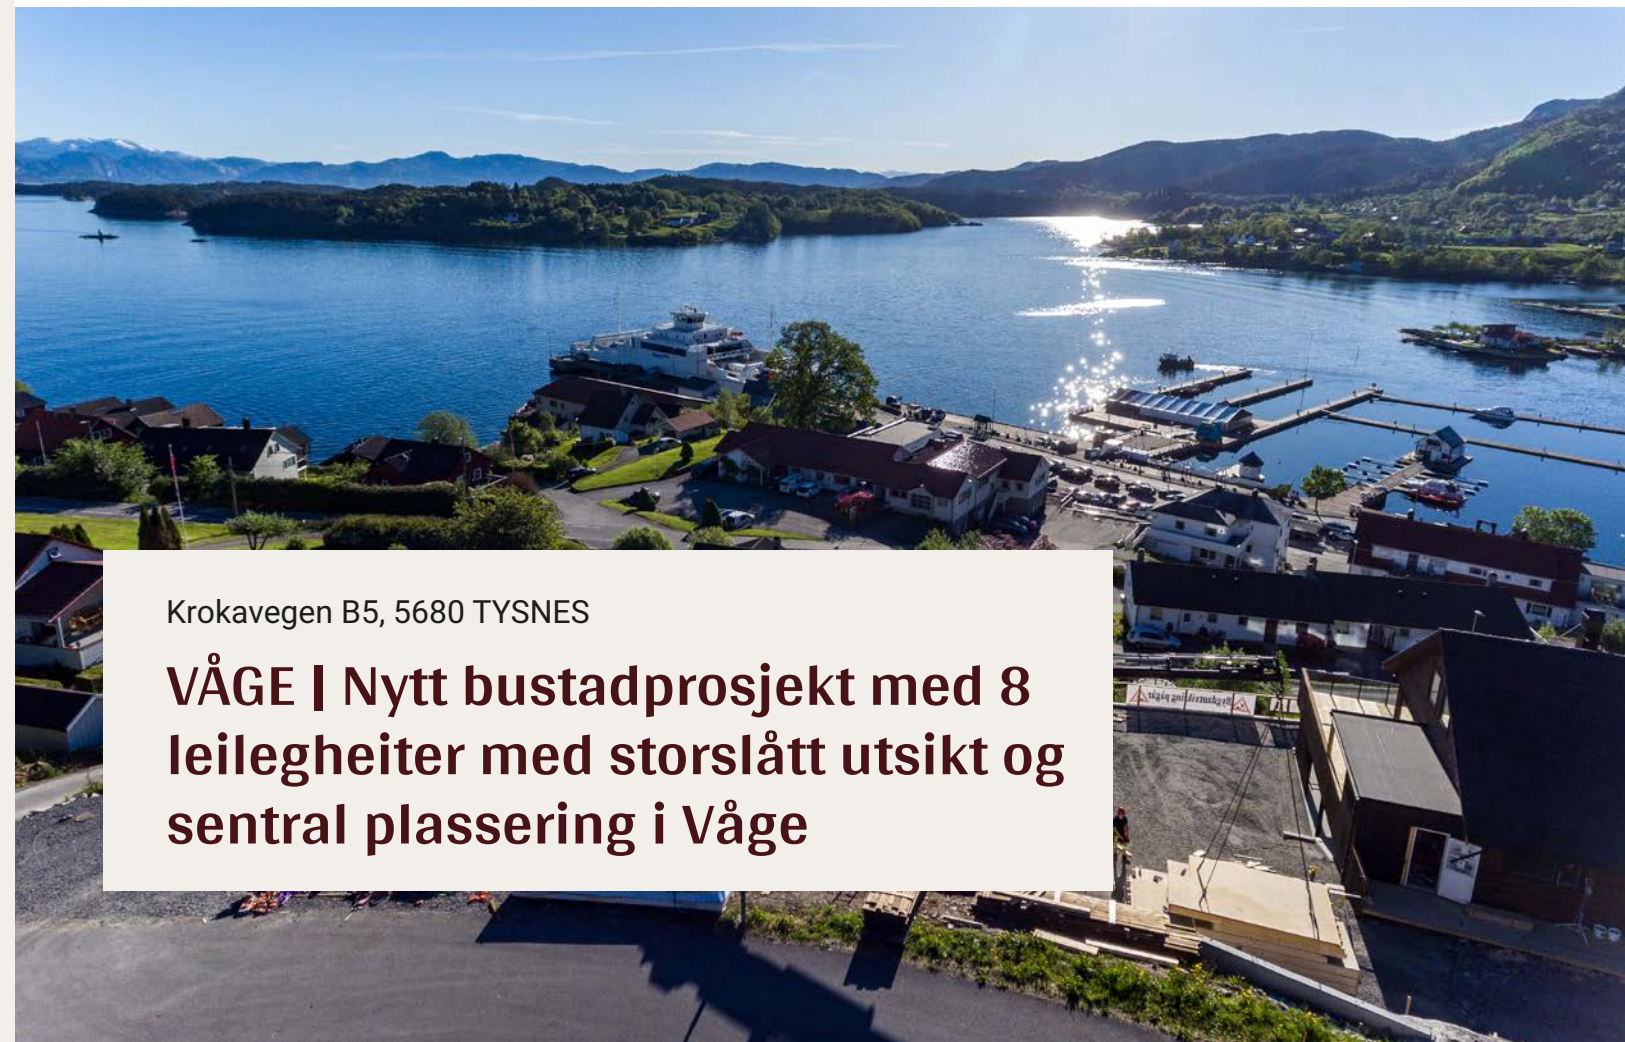 Krokavegen B5, 5680 TYSNES
VÅGE | Nytt bustadprosjekt med 8
leilegheiter med storslått utsikt og
sentral plassering i Våge